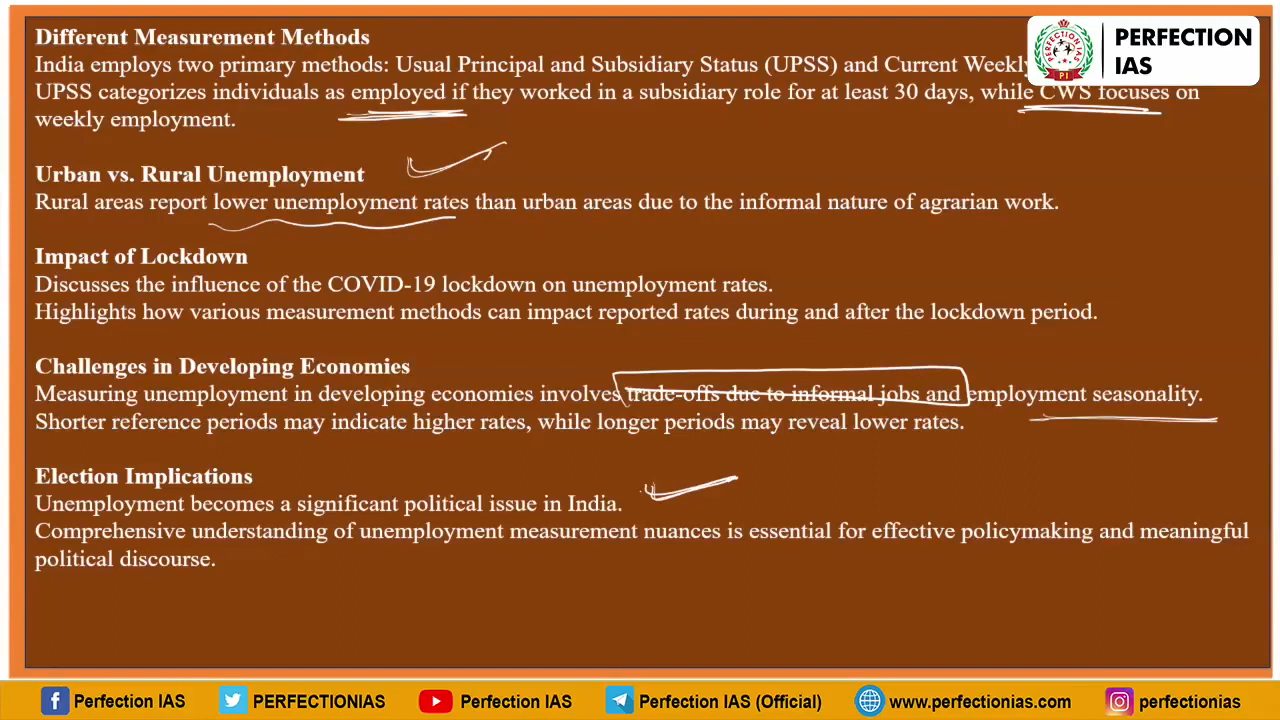 Different Measurement Methods
India employs two primary methods: Usual Principal and Subsidiary Status (UPSS) and Current Weekly
UPSS categorizes individuals as employed if they worked in a subsidiary role for at least 30 days, while CWS focuses on
weekly employment.
Urban vs. Rural Unemployment
Rural areas report lower unemployment rates than urban areas due to the informal nature of agrarian work.
Impact of Lockdown
Discusses the influence of the COVID-19 lockdown on unemployment rates.
Highlights how various measurement methods can impact reported rates during and after the lockdown period.
Challenges in Developing Economies
Measuring unemployment in developing economies involves trade-offs due to informal jobs and employment seasonality.
Shorter reference periods may indicate higher rates, while longer periods may reveal lower rates.
Election Implications
Unemployment becomes a significant political issue in India.
Comprehensive understanding of unemployment measurement nuances is essential for effective policymaking and meaningful
political discourse.
PERFECTION IAS
PI
PERFECTION
IAS
Perfection IAS PERFECTIONIAS Perfection IAS Perfection IAS (Official) www.perfectionias.com perfectionias